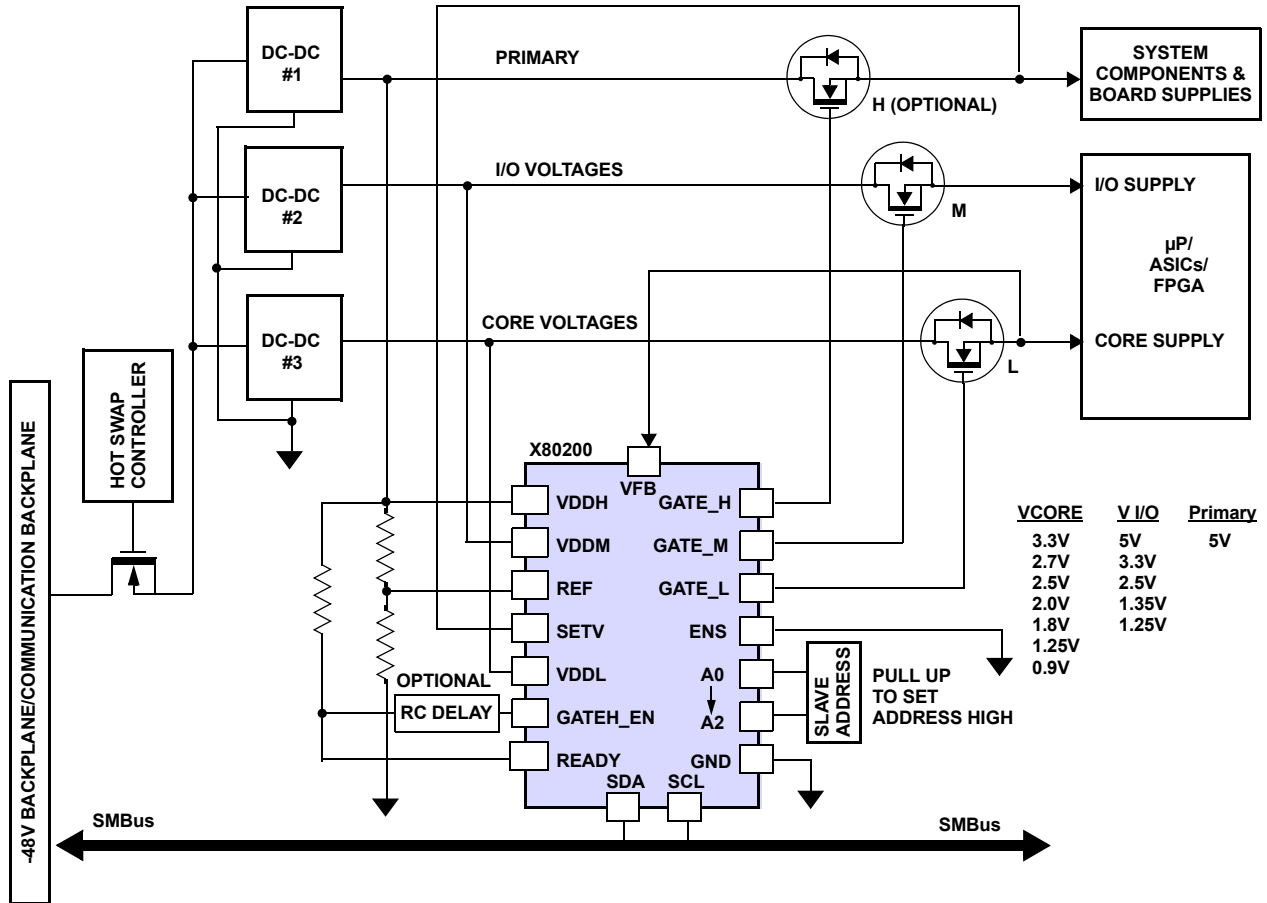 DC-DC
#1
PRIMARY
H (OPTIONAL)
SYSTEM
COMPONENTS &
BOARD SUPPLIES
DC-DC
#2
I/O VOLTAGES
M
I/O SUPPLY
µP/
ASICs/
FPGA
DC-DC
#3
CORE VOLTAGES
L
CORE SUPPLY
HOT SWAP
CONTROLLER
-48V BACKPLANE/COMMUNICATION BACKPLANE
X80200
VFB
VDDH
VDDM
REF
SETV
VDDL
GATEH_EN
READY
GATE_H
GATE_M
GATE_L
ENS
A0
A2
GND
SDA
SCL
OPTIONAL
RC DELAY
SLAVE
ADDRESS
PULL UP
TO SET
ADDRESS HIGH
VCORE V I/O Primary
3.3V 5V 5V
2.7V 3.3V
2.5V 2.5V
2.0V 1.35V
1.8V 1.25V
1.25V
0.9V
SMBus
SMBus